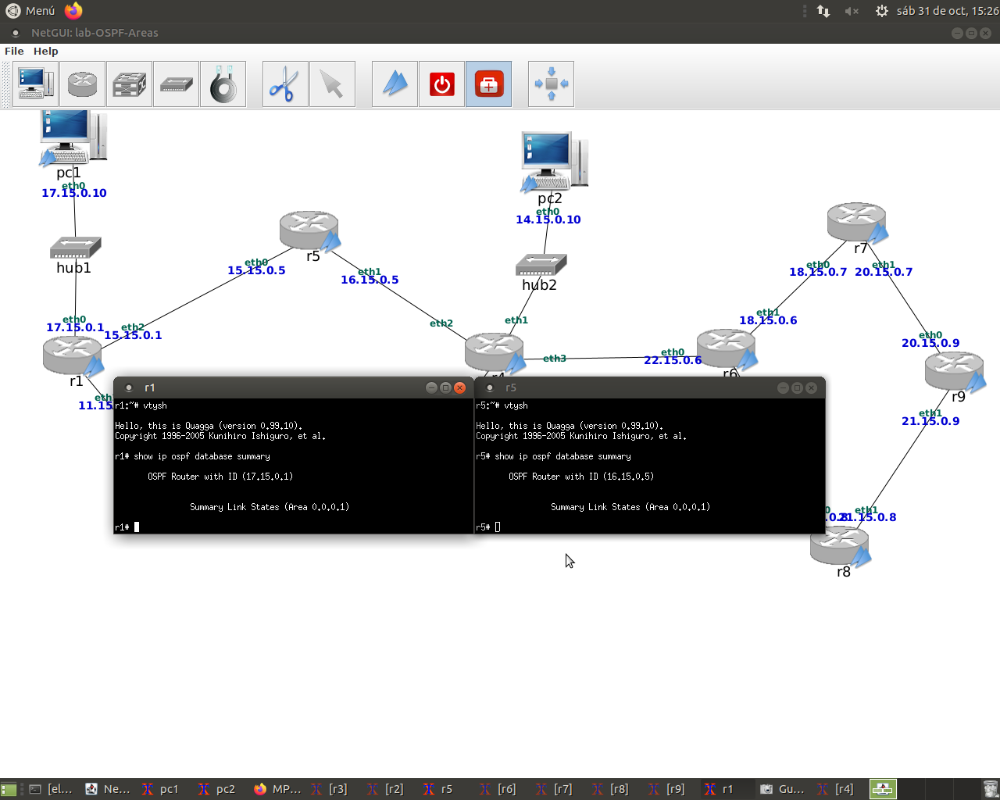 Menú
sáb 31 de oct, 15:26
NetGUI: lab-OSPF-Areas
File Help
pc1
eth0
17.15.0.10
pc2
eth0
14.15.0.10
r5
r7
hub1
eth0
15.15.0.5
eth1
16.15.0.5
hub2
eth0
18.15.0.7
eth1
20.15.0.7
eth0
17.15.0.1
eth2
15.15.0.1
eth2
eth1
eth1
18.15.0.6
eth3
eth0
22.15.0.6
eth0
20.15.0.9
r1
r4
r6
r9
11.15
eth1
21.15.0.9
r1
r1:~# vtysh
Hello, this is Quagga (version 0.99.10).
Copyright 1996-2005 Kunihiro Ishiguro, et al.
r1# show ip ospf database summary
OSPF Router with ID (17.15.0.1)
Summary Link States (Area 0.0.0.1)
r1#
r5
r5:~# vtysh
Hello, this is Quagga (version 0.99.10).
Copyright 1996-2005 Kunihiro Ishiguro, et al.
r5# show ip ospf database summary
OSPF Router with ID (16.15.0.5)
Summary Link States (Area 0.0.0.1)
r5#
eth1
21.15.0.8
r8
[el... Ne... pc1 pc2 MP... [r3] [r2] r5 [r6] [r7] [r8] [r9] r1 Gu... [r4]